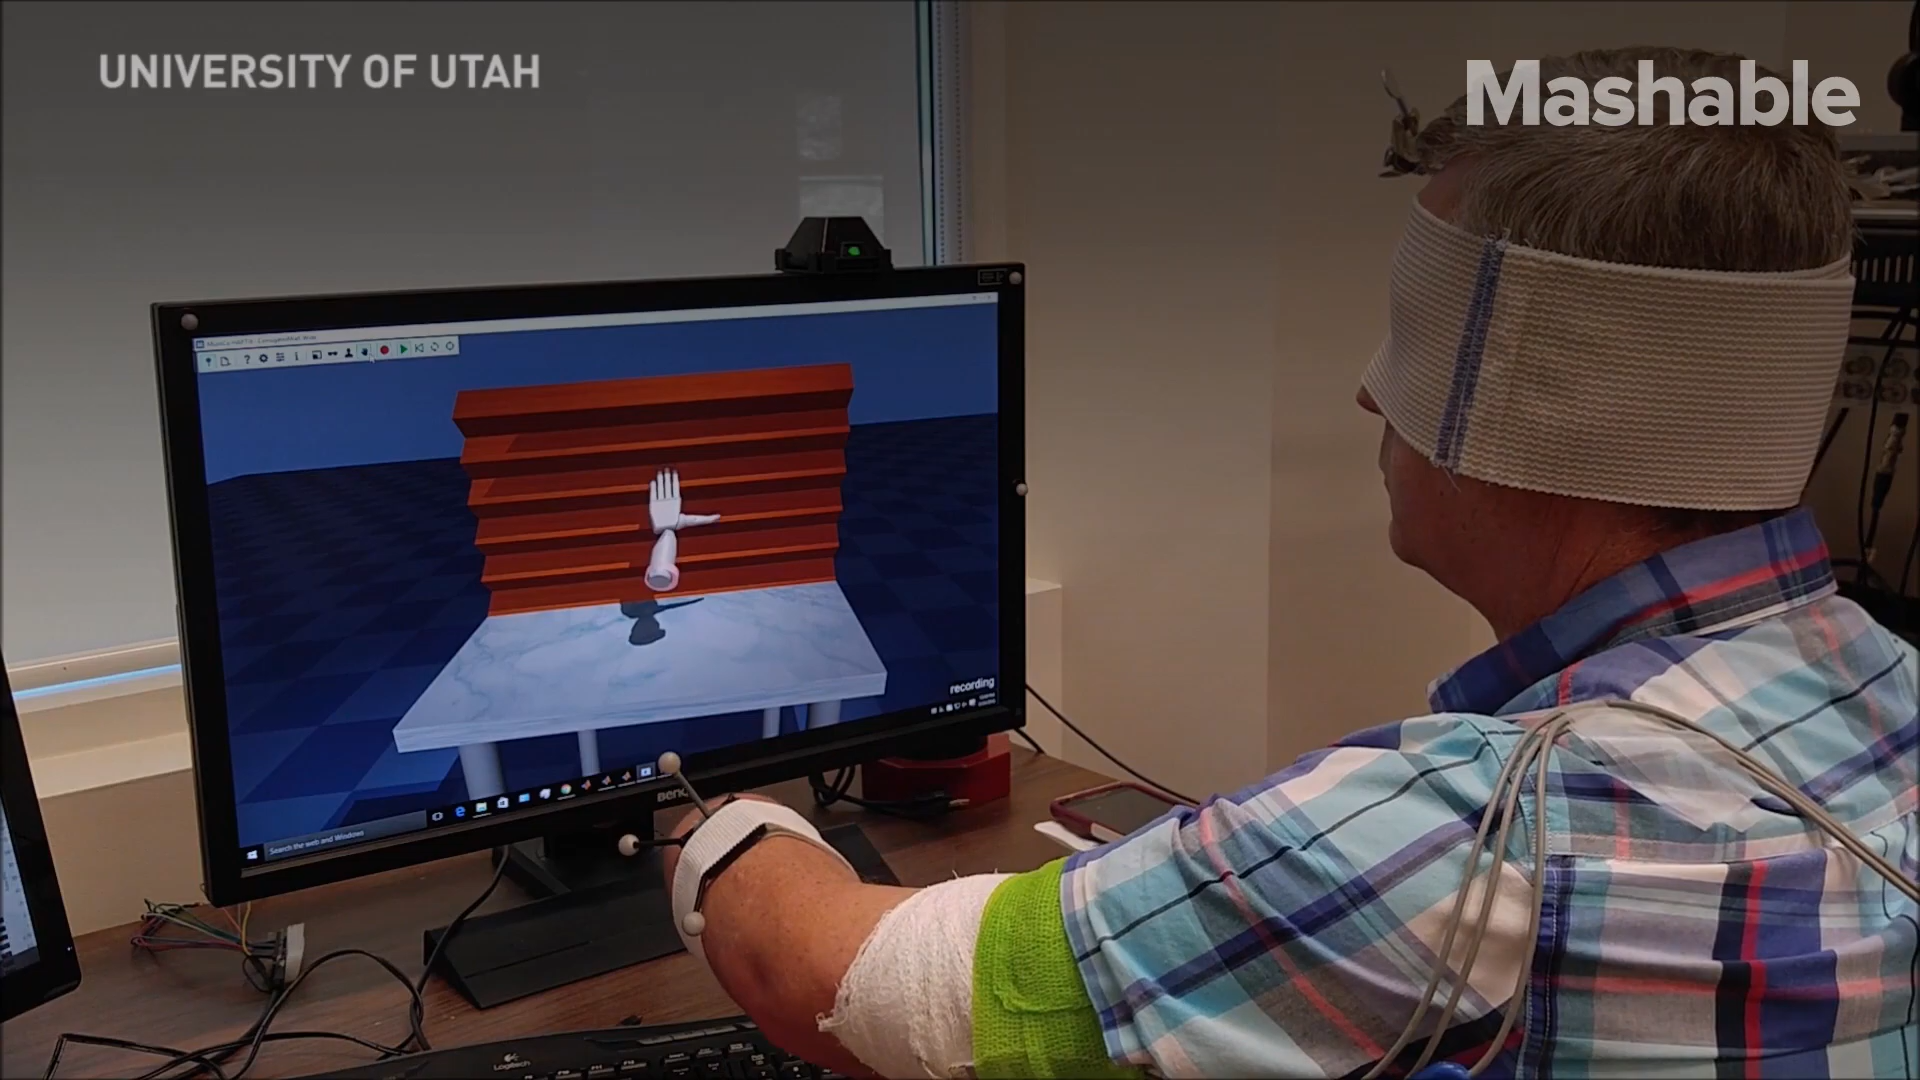 UNIVERSITY OF UTAH
Mashable
recording
Search the web and Windows
BenQ
Logitech